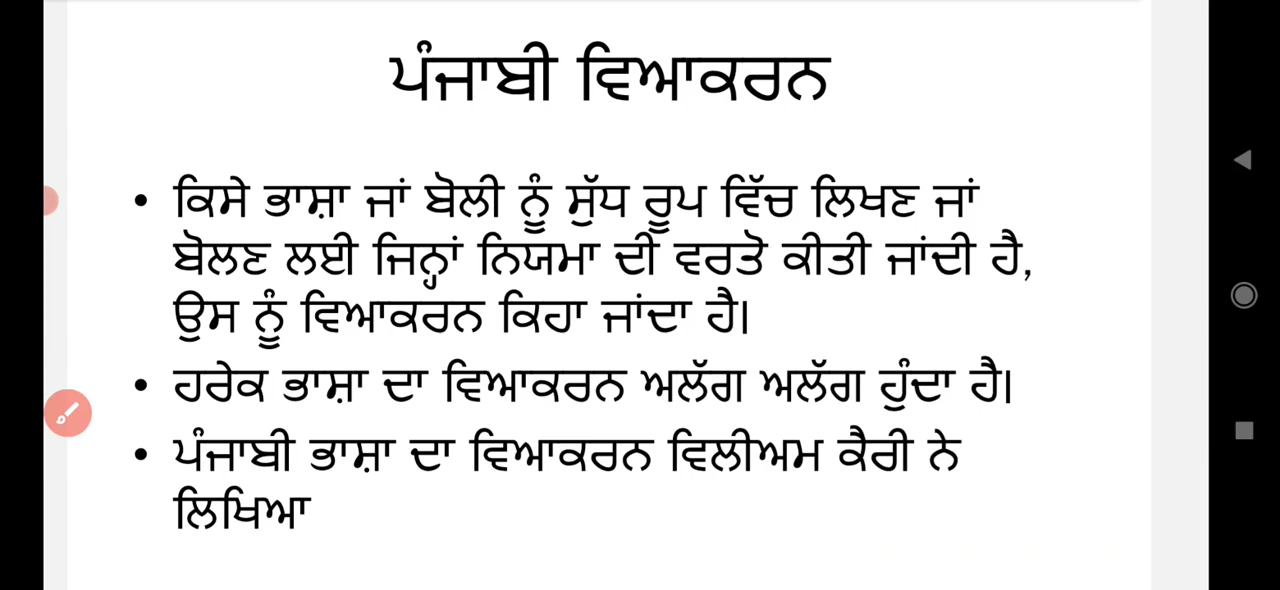 ਪੰਜਾਬੀ ਵਿਆਕਰਨ
• ਕਿਸੇ ਭਾਸ਼ਾ ਜਾਂ ਬੋਲੀ ਨੂੰ ਸੁੱਧ ਰੂਪ ਵਿੱਚ ਲਿਖਣ ਜਾਂ
ਬੋਲਣ ਲਈ ਜਿਨ੍ਹਾਂ ਨਿਯਮਾ ਦੀ ਵਰਤੋ ਕੀਤੀ ਜਾਂਦੀ ਹੈ,
ਉਸ ਨੂੰ ਵਿਆਕਰਨ ਕਿਹਾ ਜਾਂਦਾ ਹੈ।
• ਹਰੇਕ ਭਾਸ਼ਾ ਦਾ ਵਿਆਕਰਨ ਅਲੱਗ ਅਲੱਗ ਹੁੰਦਾ ਹੈ।
• ਪੰਜਾਬੀ ਭਾਸ਼ਾ ਦਾ ਵਿਆਕਰਨ ਵਿਲੀਅਮ ਕੈਰੀ ਨੇ
ਲਿਖਿਆ